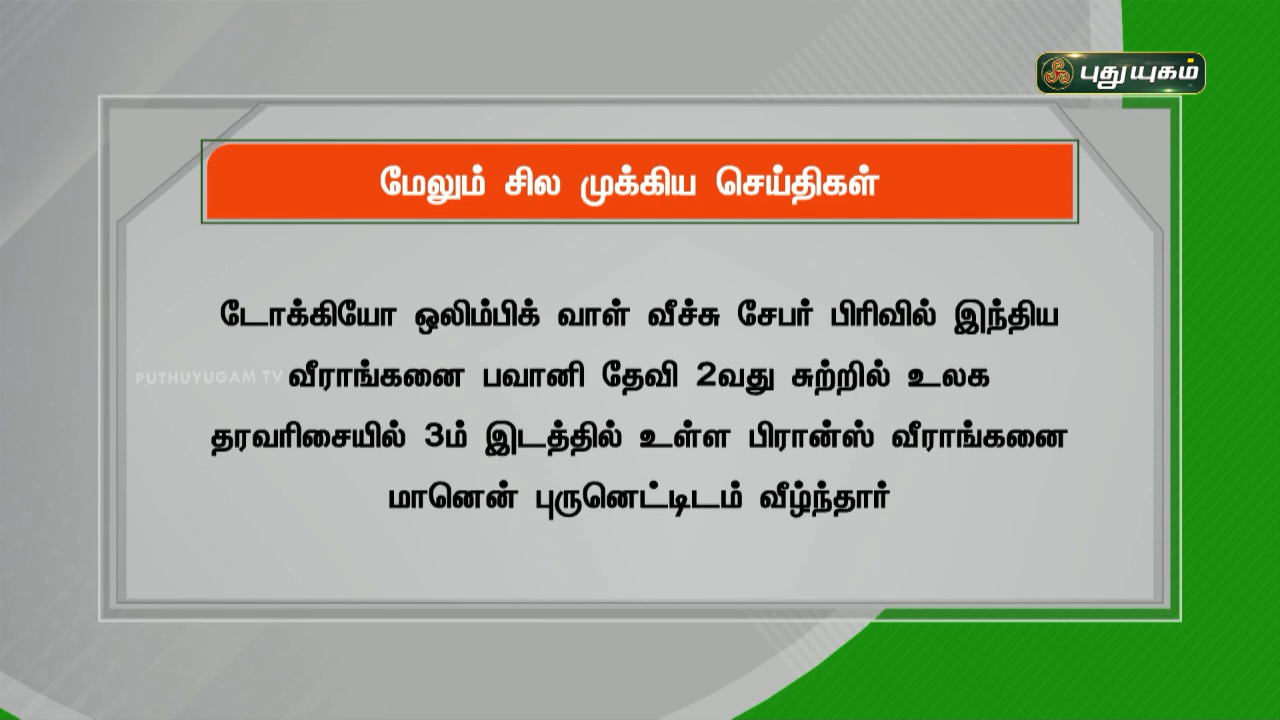 புதுயுகம்
மேலும் சில முக்கிய செய்திகள்
டோக்கியோ ஒலிம்பிக் வாள் வீச்சு சேபர் பிரிவில் இந்திய
PUTHUYUGAM TV
வீராங்கனை பவானி தேவி 2வது சுற்றில் உலக
தரவரிசையில் 3ம் இடத்தில் உள்ள பிரான்ஸ் வீராங்கனை
மானென் புருனெட்டிடம் வீழ்ந்தார்